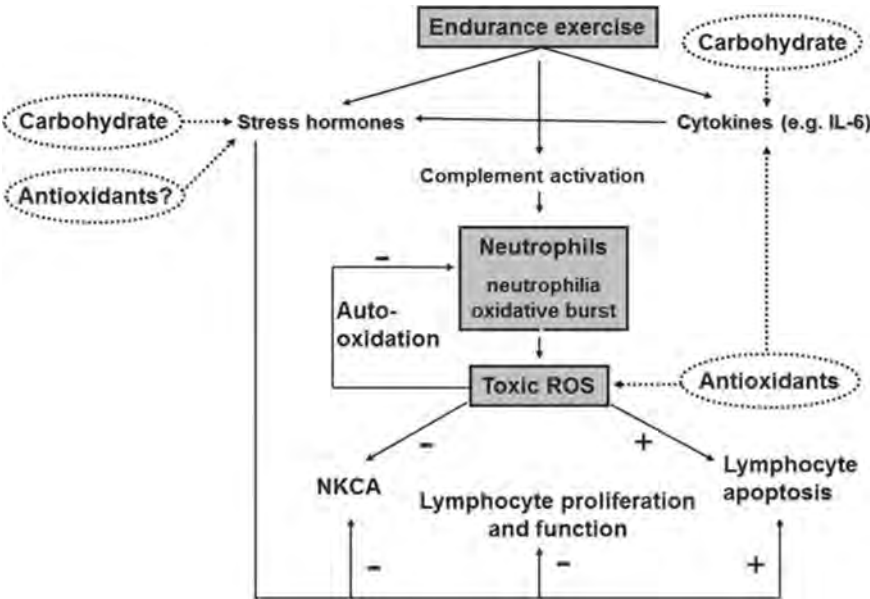 Endurance exercise
Carbohydrate
Carbohydrate
Stress hormones
Cytokines (e.g. IL-6)
Antioxidants?
Complement activation
Neutrophils
neutrophilia
oxidative burst
-
Auto-
oxidation
Toxic ROS
Antioxidants
-
+
NKCA
Lymphocyte proliferation
and function
Lymphocyte
apoptosis
-
-
+